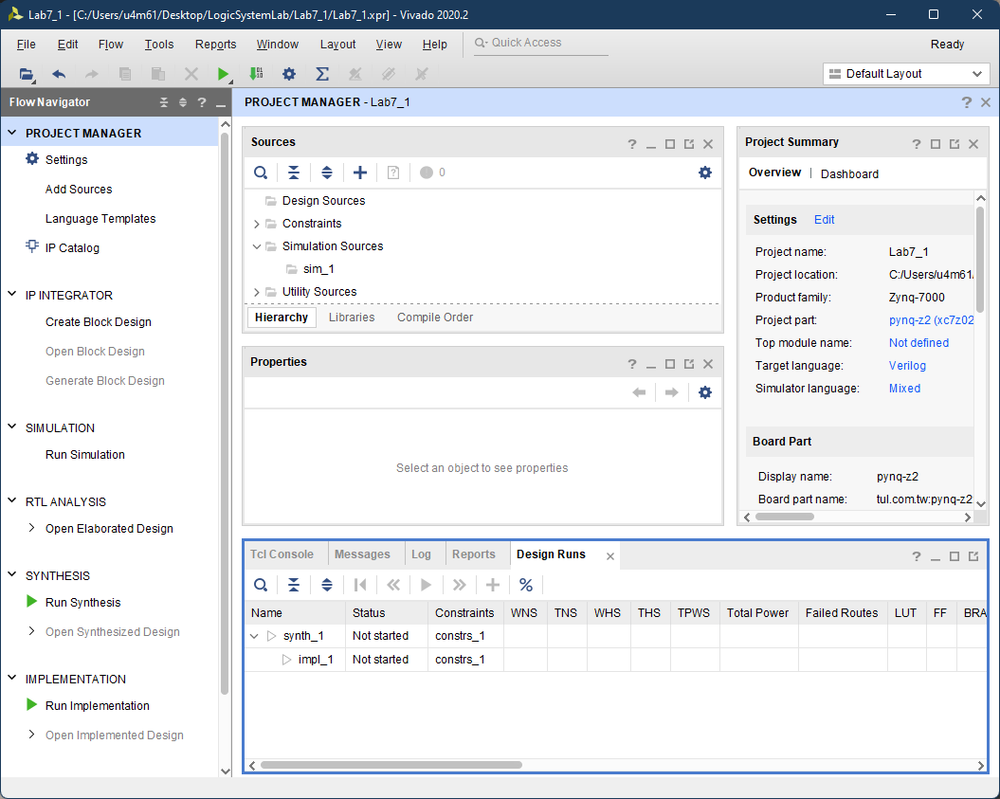 Lab7_1 - [C:/Users/u4m61/Desktop/LogicSystemLab/Lab7_1/Lab7_1.xpr] - Vivado 2020.2
File Edit Flow Tools Reports Window Layout View Help Quick Access Ready
Default Layout
Flow Navigator
PROJECT MANAGER
Settings
Add Sources
Language Templates
IP Catalog
IP INTEGRATOR
Create Block Design
Open Block Design
Generate Block Design
SIMULATION
Run Simulation
RTL ANALYSIS
Open Elaborated Design
SYNTHESIS
Run Synthesis
Open Synthesized Design
IMPLEMENTATION
Run Implementation
Open Implemented Design
PROJECT MANAGER - Lab7_1
Sources
0
Design Sources
Constraints
Simulation Sources
sim_1
Utility Sources
Hierarchy Libraries Compile Order
Properties
Select an object to see properties
Project Summary
Overview | Dashboard
Settings Edit
Project name: Lab7_1
Project location: C:/Users/u4m61/
Product family: Zynq-7000
Project part: pynq-z2 (xc7z02
Top module name: Not defined
Target language: Verilog
Simulator language: Mixed
Board Part
Display name: pynq-z2
Board part name: tul.com.tw:pynq-z2
Tcl Console Messages Log Reports Design Runs
%
Name Status Constraints WNS TNS WHS THS TPWS Total Power Failed Routes LUT FF BRA
synth_1 Not started constrs_1
impl_1 Not started constrs_1